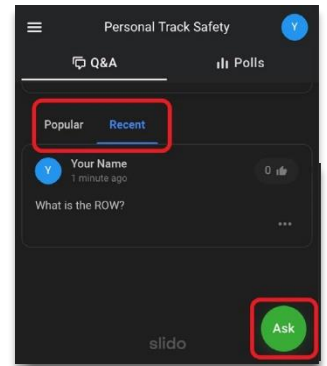 Personal Track Safety
Y
Q&A
Polls
Popular
Recent
Y
Your Name
1 minute ago
0
What is the ROW?
Ask
slido